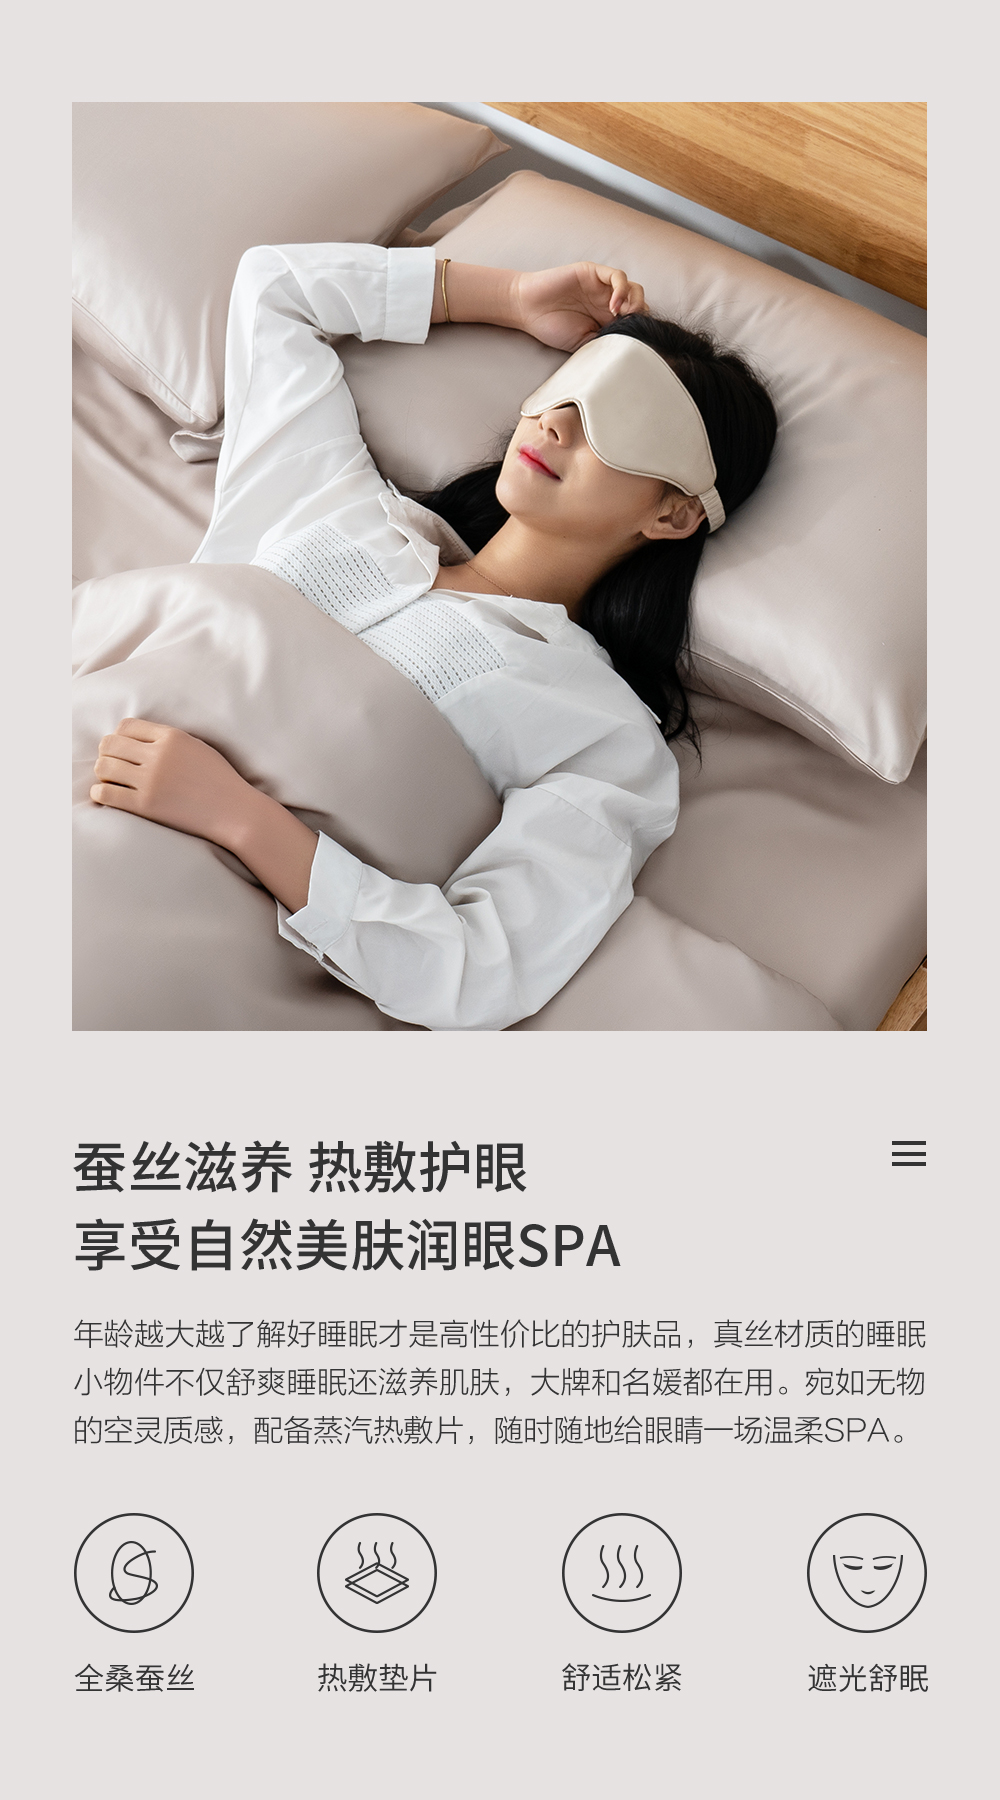 蚕丝滋养 热敷护眼
享受自然美肤润眼SPA
年龄越大越了解好睡眠才是高性价比的护肤品，真丝材质的睡眠
小物件不仅舒爽睡眠还滋养肌肤，大牌和名媛都在用。宛如无物
的空灵质感，配备蒸汽热敷片，随时随地给眼睛一场温柔SPA。
全桑蚕丝
热敷垫片
舒适松紧
遮光舒眠